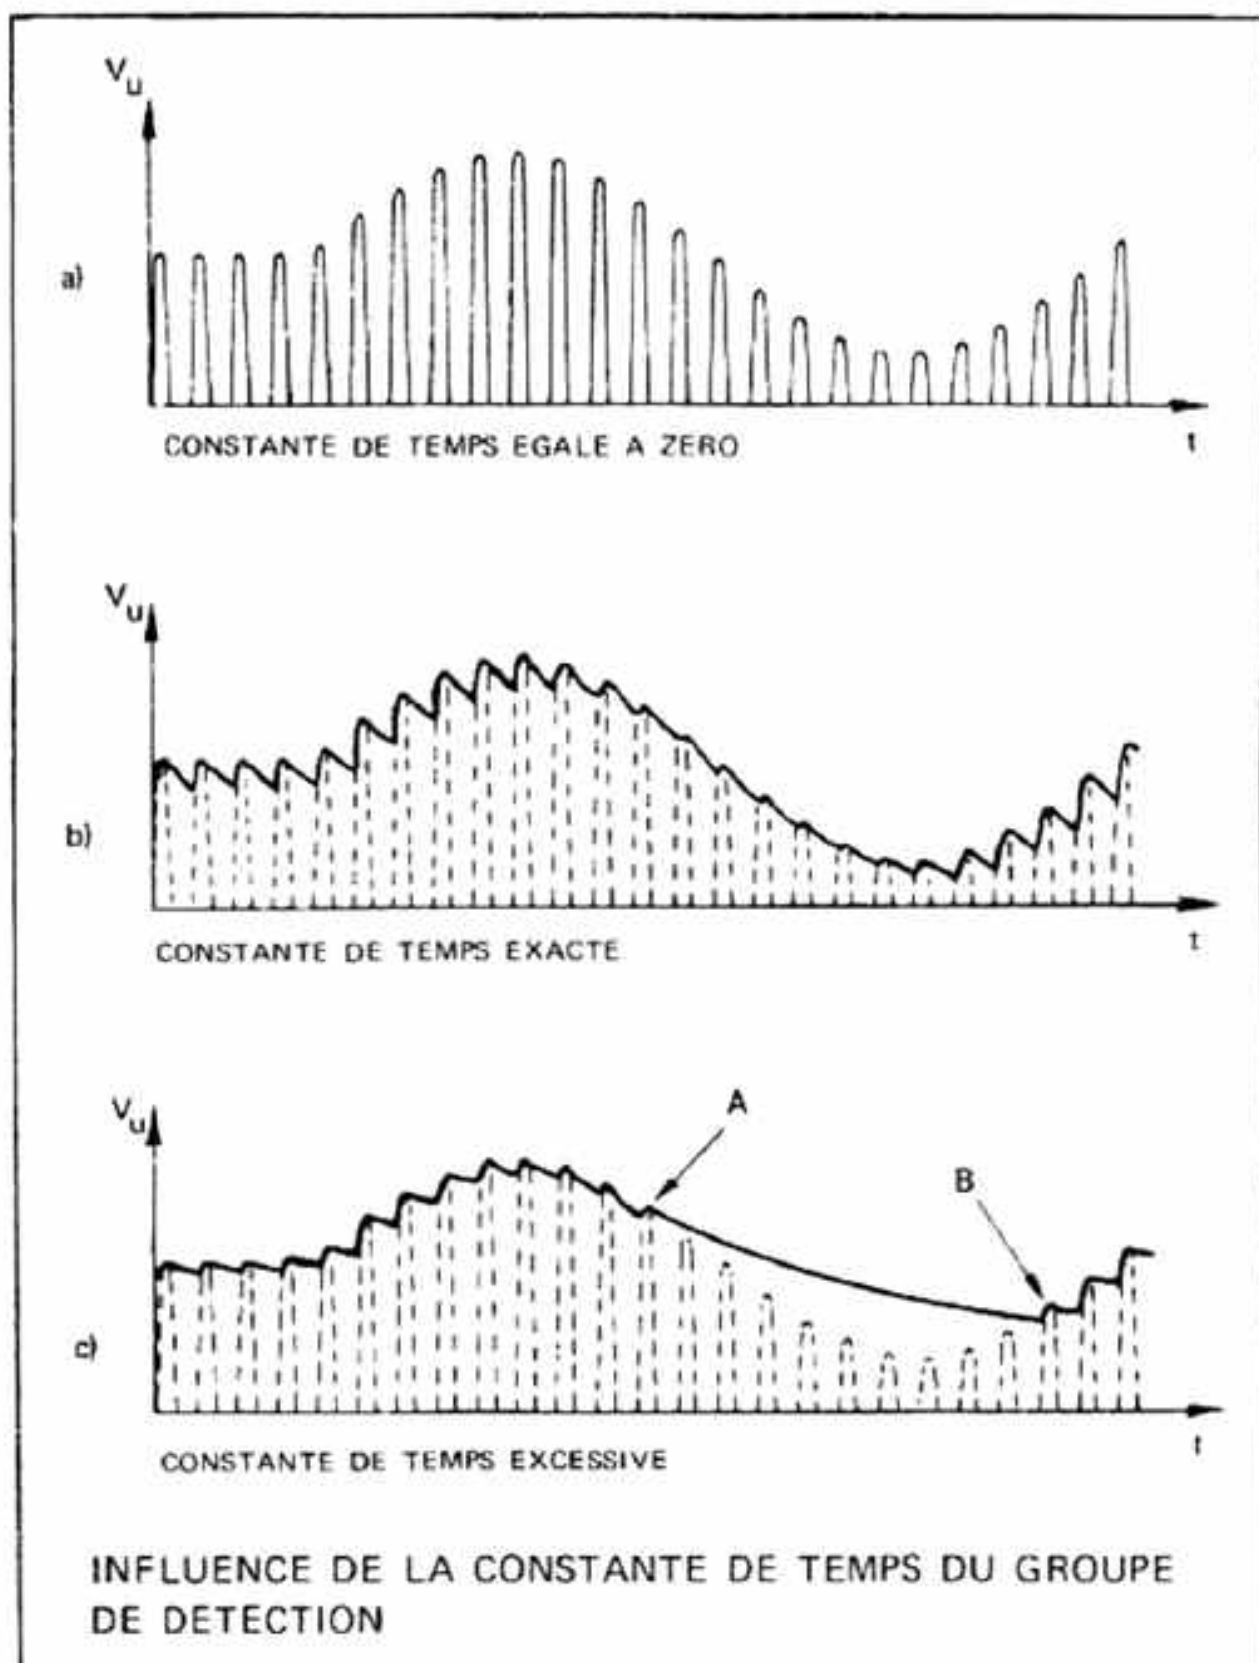 Vu
a)
t
CONSTANTE DE TEMPS EGALE A ZERO
Vu
b)
t
CONSTANTE DE TEMPS EXACTE
A
Vu
B
c)
t
CONSTANTE DE TEMPS EXCESSIVE
INFLUENCE DE LA CONSTANTE DE TEMPS DU GROUPE
DE DETECTION